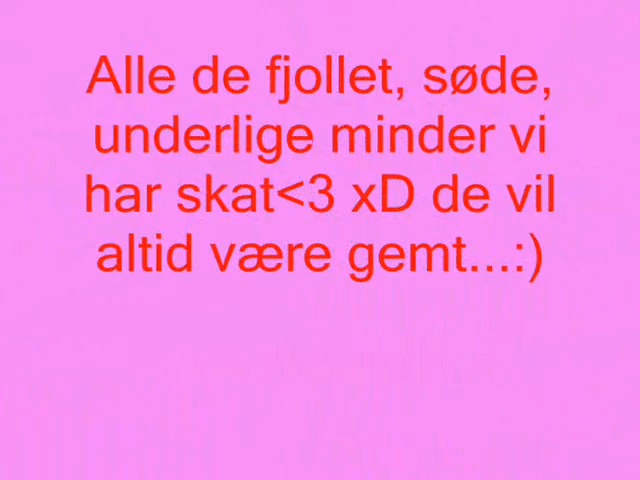 Alle de fjollet, søde,
underlige minder vi
har skat<3 xD de vil
altid være gemt...:)